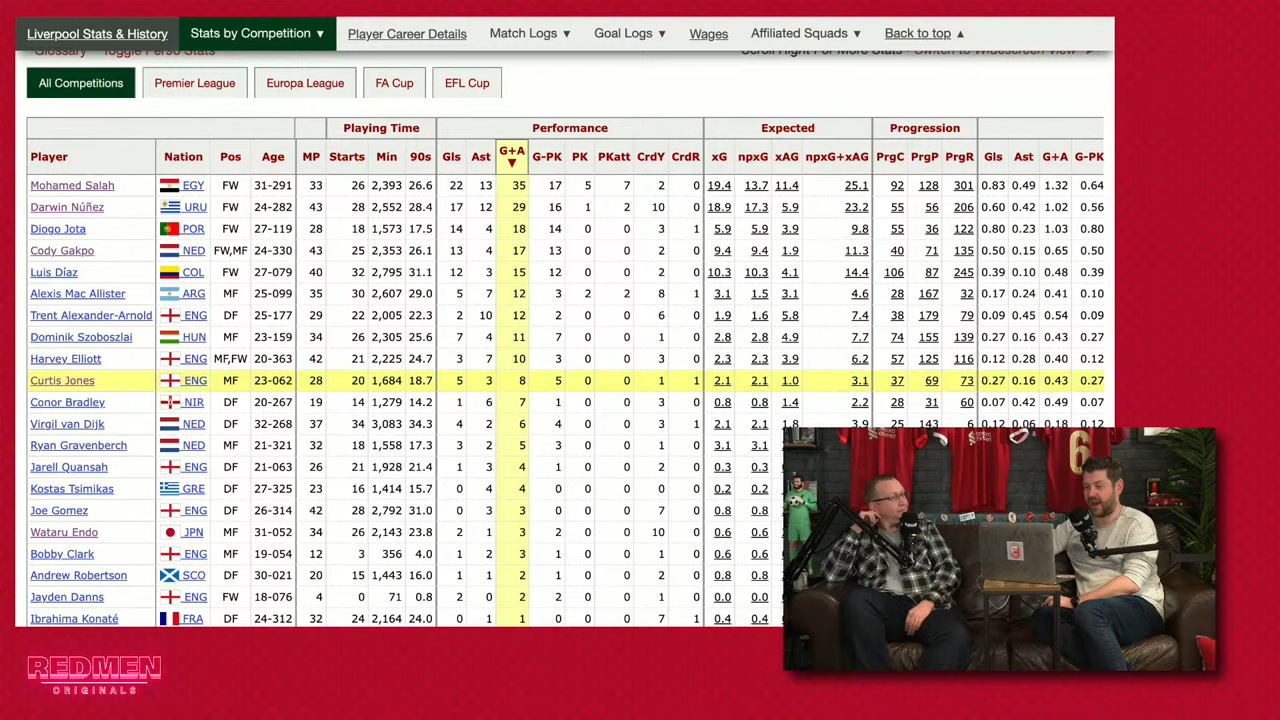 Liverpool Stats & History Stats by Competition ▼ Player Career Details Match Logs ▼ Goal Logs ▼ Wages Affiliated Squads ▼ Back to top ▲
Glossary Toggle Per90 Stats Scroll Right For More Stats · Switch to Widescreen View ►
All Competitions Premier League Europa League FA Cup EFL Cup
Playing Time Performance Expected Progression
Player Nation Pos Age MP Starts Min 90s Gls Ast G+A ▼ G-PK PK PKatt CrdY CrdR xG npxG xAG npxG+xAG PrgC PrgP PrgR Gls Ast G+A G-PK
Mohamed Salah EGY FW 31-291 33 26 2,393 26.6 22 13 35 17 5 7 2 0 19.4 13.7 11.4 25.1 92 128 301 0.83 0.49 1.32 0.64
Darwin Núñez URU FW 24-282 43 28 2,552 28.4 17 12 29 16 1 2 10 0 18.9 17.3 5.9 23.2 55 56 206 0.60 0.42 1.02 0.56
Diogo Jota POR FW 27-119 28 18 1,573 17.5 14 4 18 14 0 0 3 1 5.9 5.9 3.9 9.8 55 36 122 0.80 0.23 1.03 0.80
Cody Gakpo NED FW,MF 24-330 43 25 2,353 26.1 13 4 17 13 0 0 2 0 9.4 9.4 1.9 11.3 40 71 135 0.50 0.15 0.65 0.50
Luis Díaz COL FW 27-079 40 32 2,795 31.1 12 3 15 12 0 0 2 0 10.3 10.3 4.1 14.4 106 87 245 0.39 0.10 0.48 0.39
Alexis Mac Allister ARG MF 25-099 35 30 2,607 29.0 5 7 12 3 2 2 8 1 3.1 1.5 3.1 4.6 28 167 32 0.17 0.24 0.41 0.10
Trent Alexander-Arnold ENG DF 25-177 29 22 2,005 22.3 2 10 12 2 0 0 6 0 1.9 1.6 5.8 7.4 38 179 79 0.09 0.45 0.54 0.09
Dominik Szoboszlai HUN MF 23-159 34 26 2,305 25.6 7 4 11 7 0 0 1 0 2.8 2.8 4.9 7.7 74 155 139 0.27 0.16 0.43 0.27
Harvey Elliott ENG MF,FW 20-363 42 21 2,225 24.7 3 7 10 3 0 0 3 0 2.3 2.3 3.9 6.2 57 125 116 0.12 0.28 0.40 0.12
Curtis Jones ENG MF 23-062 28 20 1,684 18.7 5 3 8 5 0 0 1 1 2.1 2.1 1.0 3.1 37 69 73 0.27 0.16 0.43 0.27
Conor Bradley NIR DF 20-267 19 14 1,279 14.2 1 6 7 1 0 0 3 0 0.8 0.8 1.4 2.2 28 31 60 0.07 0.42 0.49 0.07
Virgil van Dijk NED DF 32-268 37 34 3,083 34.3 4 2 6 4 0 0 3 1 2.1 2.1 1.8 3.9 25 143 6 0.12 0.06 0.18 0.12
Ryan Gravenberch NED MF 21-321 32 17 1,558 17.3 3 2 5 3 0 0 1 0 3.1 3.1
Jarell Quansah ENG DF 21-063 26 21 1,928 21.4 1 3 4 1 0 0 2 0 0.3 0.3
Kostas Tsimikas GRE DF 27-325 23 16 1,414 15.7 0 4 4 0 0 0 4 0 0.2 0.2
Joe Gomez ENG DF 26-314 42 28 2,792 31.0 0 3 3 0 0 0 7 0 0.8 0.8
Wataru Endo JPN MF 31-052 34 26 2,143 23.8 2 1 3 2 0 0 10 0 0.6 0.6
Bobby Clark ENG MF 19-054 12 3 356 4.0 1 2 3 1 0 0 0 0 0.6 0.6
Andrew Robertson SCO DF 30-021 20 15 1,443 16.0 1 1 2 1 0 0 2 0 0.8 0.8
Jayden Danns ENG FW 18-076 4 0 71 0.8 2 0 2 2 0 0 1 0 0.0 0.0
Ibrahima Konaté FRA DF 24-312 32 24 2,164 24.0 0 1 1 0 0 0 7 1 0.4 0.4
6
REDMEN
ORIGINALS